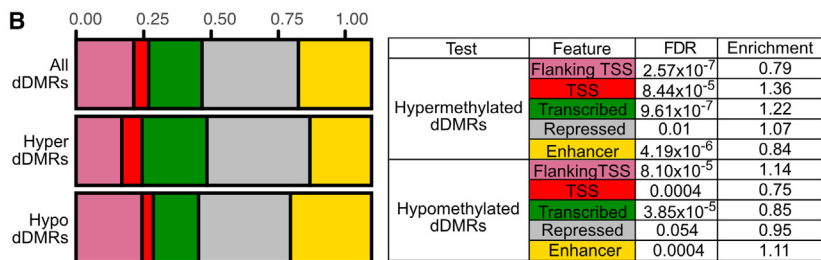 B
0.00 0.25 0.50 0.75 1.00
All
dDMRs
Hyper
dDMRs
Hypo
dDMRs
Test Feature FDR Enrichment
Hypermethylated
dDMRs
Flanking TSS 2.57x10-7 0.79
TSS 8.44x10-5 1.36
Transcribed 9.61x10-7 1.22
Repressed 0.01 1.07
Enhancer 4.19x10-6 0.84
Hypomethylated
dDMRs
FlankingTSS 8.10x10-5 1.14
TSS 0.0004 0.75
Transcribed 3.85x10-5 0.85
Repressed 0.054 0.95
Enhancer 0.0004 1.11